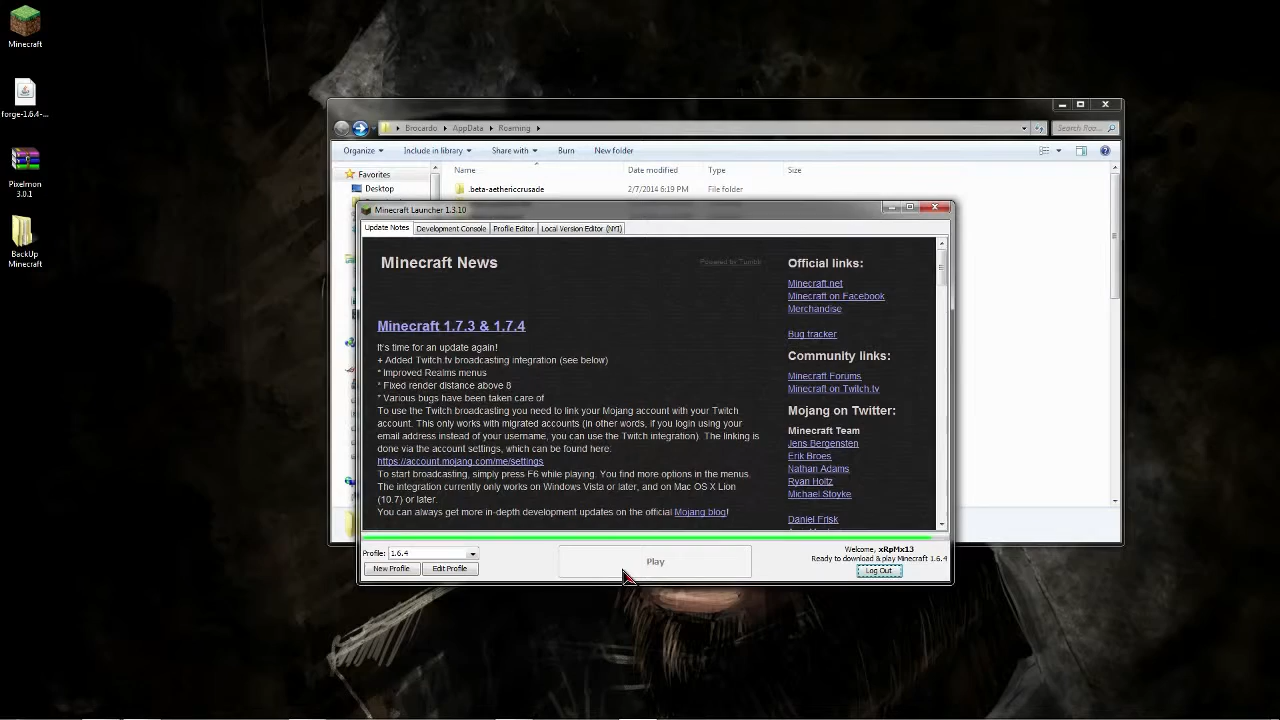 Minecraft
forge-1.6.4-...
Pixelmon
3.0.1
BackUp
Minecraft
Brocardo
AppData
Roaming
Search Roa...
Organize
Include in library
Share with
Burn
New folder
Favorites
Desktop
Name
Date modified
Type
Size
.beta-aethericcrusade
2/7/2014 6:19 PM
File folder
Minecraft Launcher 1.3.10
Update Notes
Development Console
Profile Editor
Local Version Editor (NYI)
Minecraft News
Powered by Tumblr
Minecraft 1.7.3 & 1.7.4
It's time for an update again!
+ Added Twitch tv broadcasting integration (see below)
* Improved Realms menus
* Fixed render distance above 8
* Various bugs have been taken care of
To use the Twitch broadcasting you need to link your Mojang account with your Twitch
account. This only works with migrated accounts (in other words, if you login using your
email address instead of your username, you can use the Twitch integration). The linking is
done via the account settings, which can be found here:
https://account.mojang.com/me/settings
To start broadcasting, simply press F6 while playing. You find more options in the menus.
The integration currently only works on Windows Vista or later, and on Mac OS X Lion
(10.7) or later.
You can always get more in-depth development updates on the official Mojang blog!
Official links:
Minecraft.net
Minecraft on Facebook
Merchandise
Bug tracker
Community links:
Minecraft Forums
Minecraft on Twitch.tv
Mojang on Twitter:
Minecraft Team
Jens Bergensten
Erik Broes
Nathan Adams
Ryan Holtz
Michael Stoyke
Daniel Frisk
Profile: 1.6.4
New Profile
Edit Profile
Play
Welcome, xRpMx13
Ready to download & play Minecraft 1.6.4
Log Out